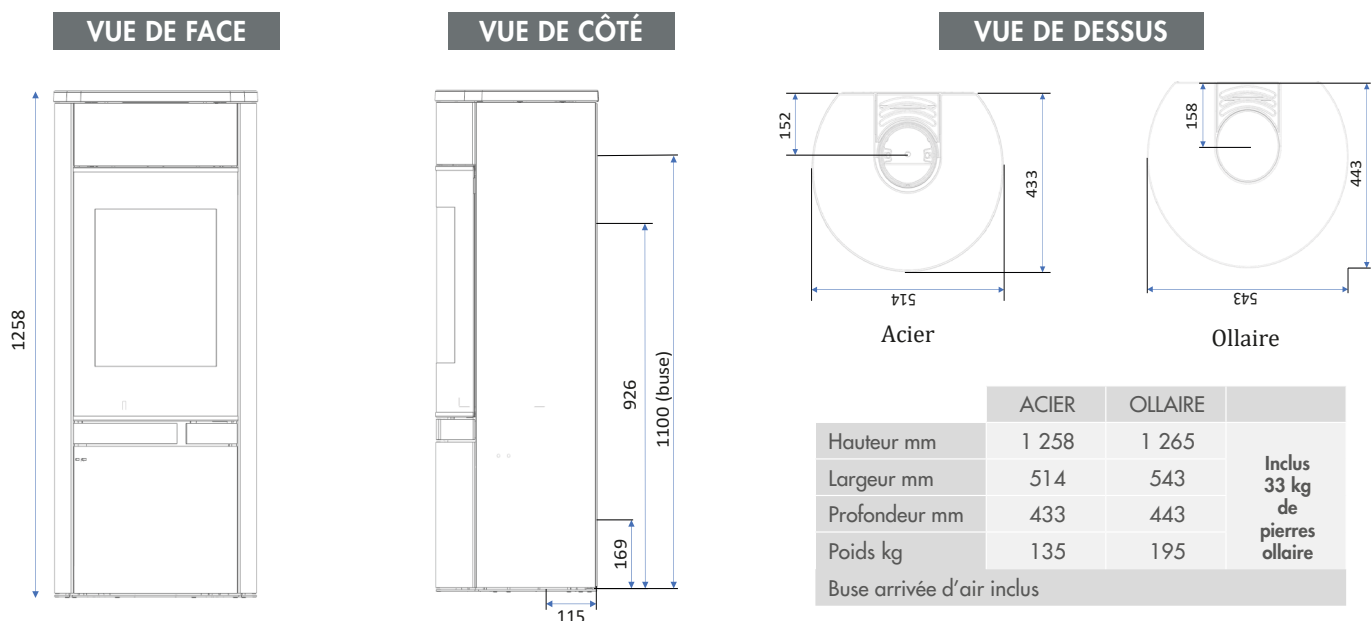 VUE DE FACE
VUE DE CÔTÉ
VUE DE DESSUS
1258
926
1100 (buse)
169
115
152
433
514
Acier
158
443
543
Ollaire
ACIER OLLAIRE
Hauteur mm 1 258 1 265
Largeur mm 514 543
Profondeur mm 433 443
Poids kg 135 195
Inclus
33 kg
de
pierres
ollaire
Buse arrivée d’air inclus